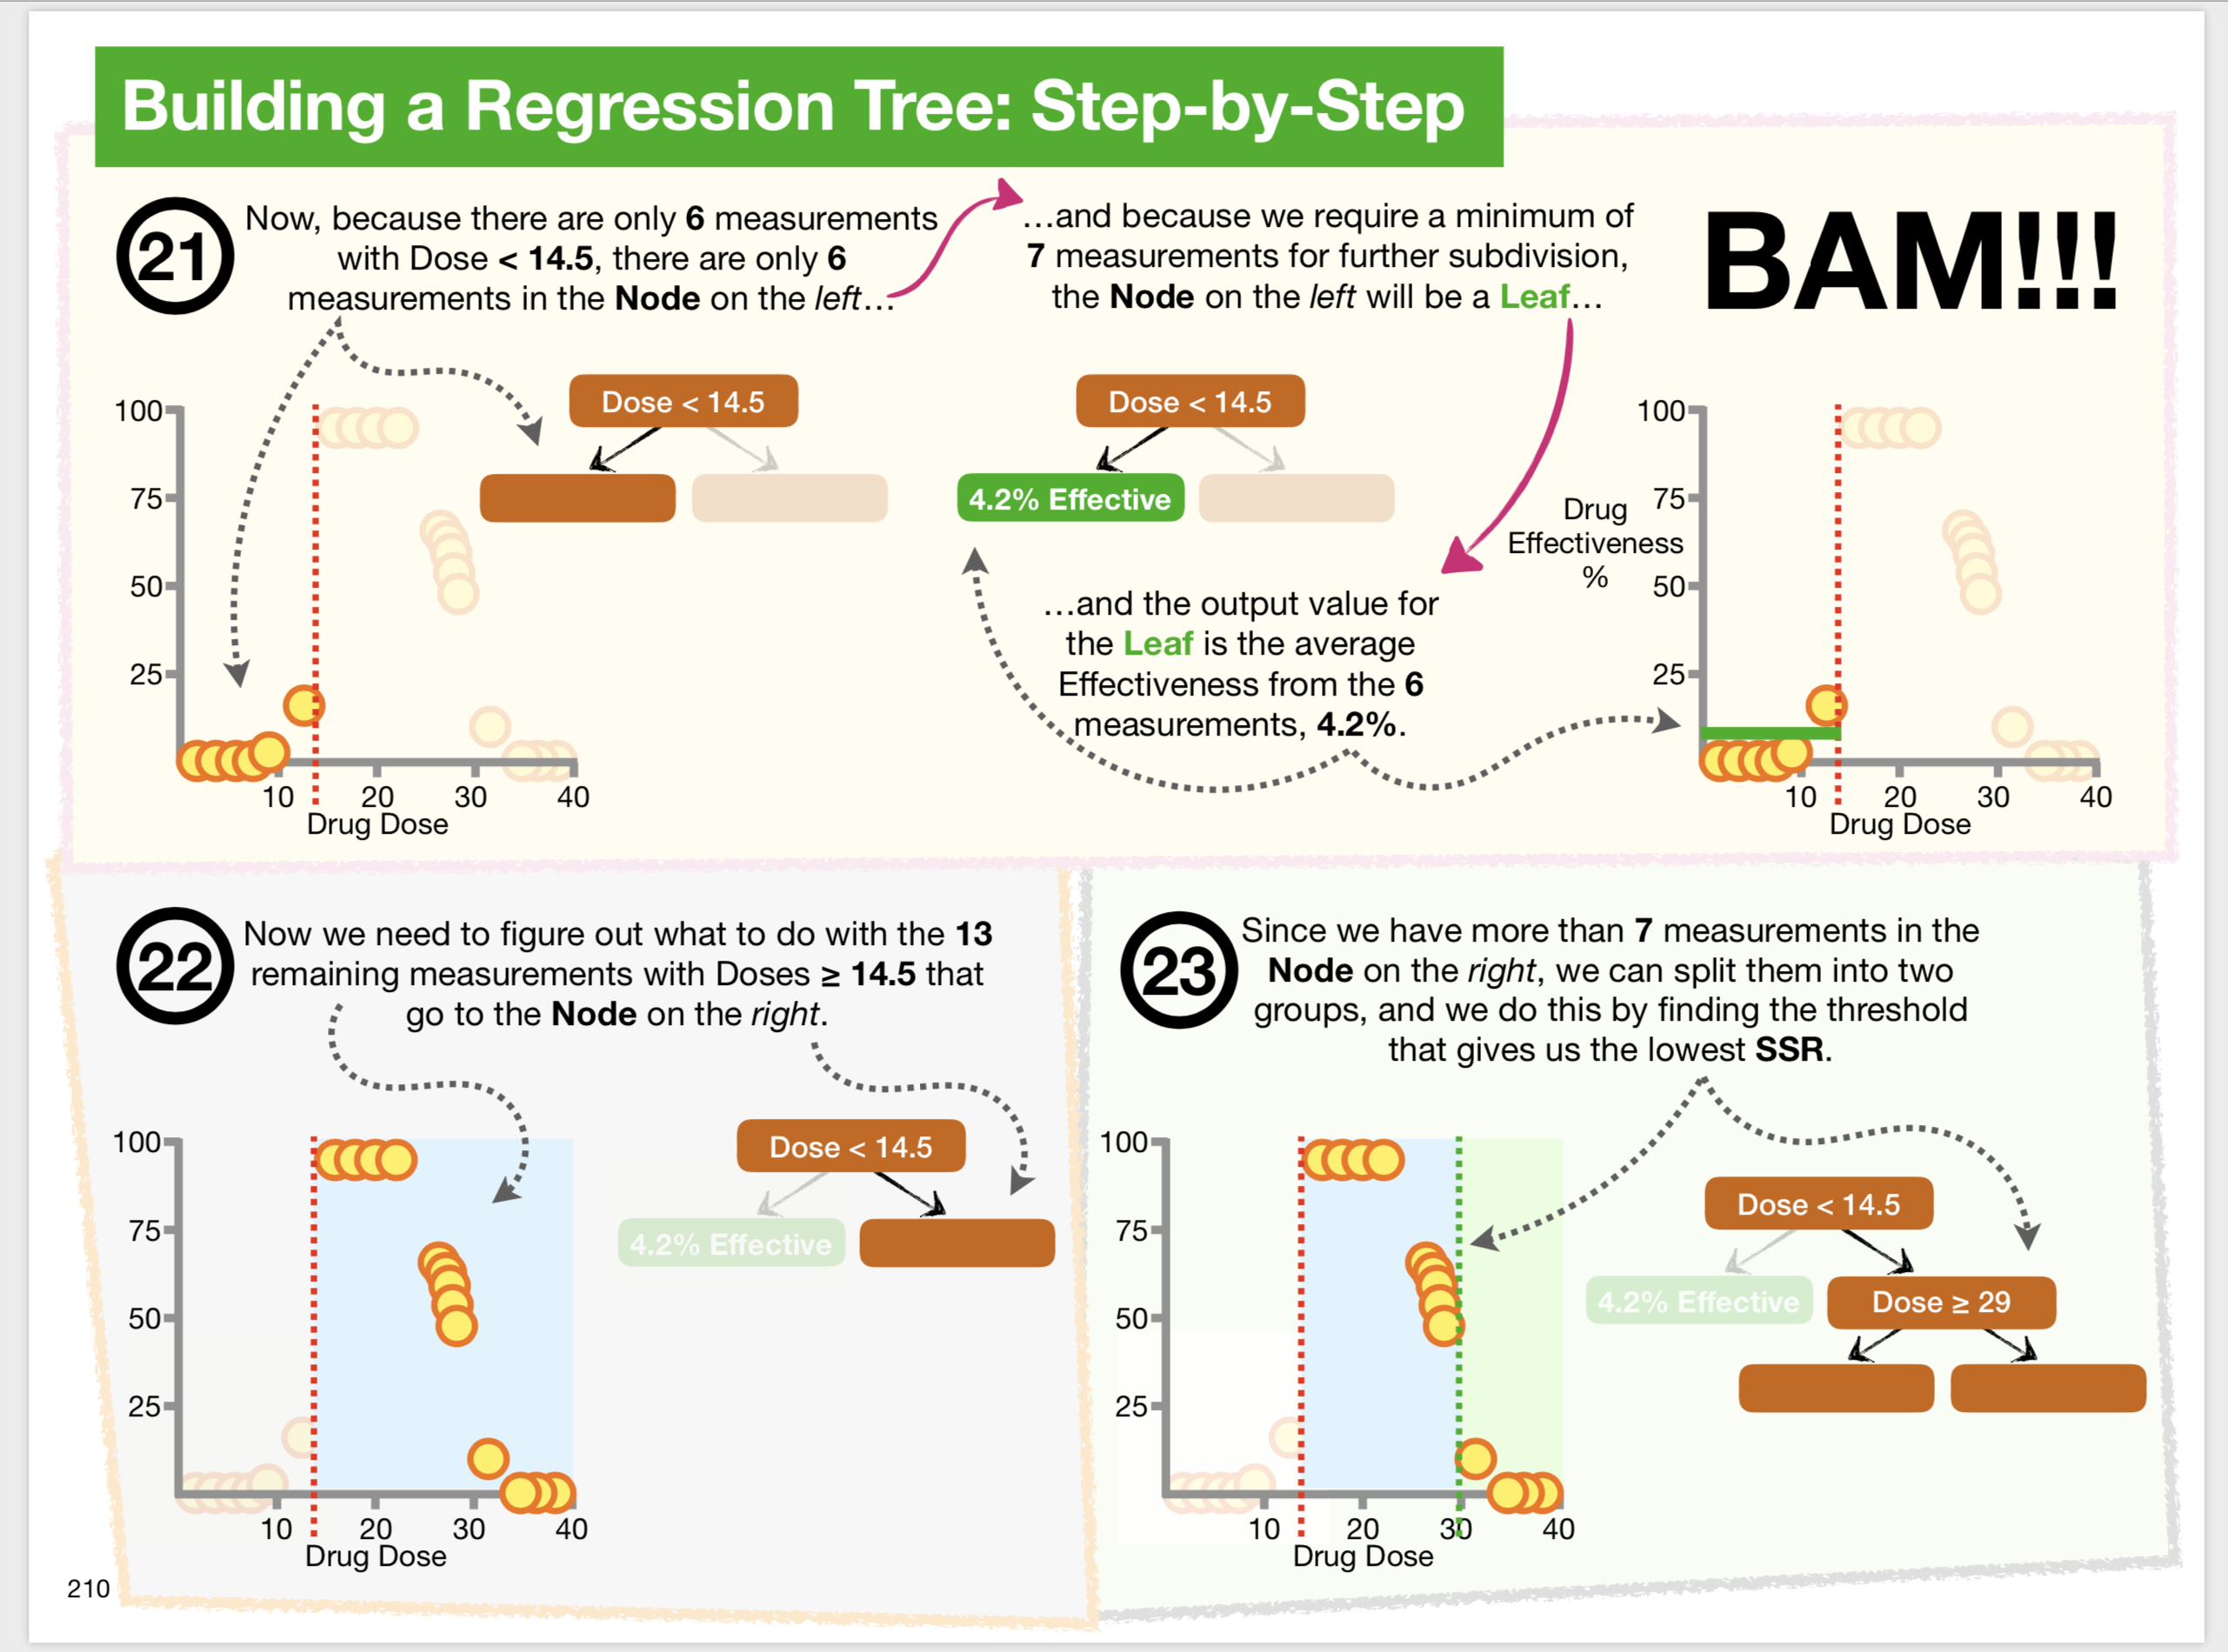 Building a Regression Tree: Step-by-Step
21
Now, because there are only 6 measurements
with Dose < 14.5, there are only 6
measurements in the Node on the left…
…and because we require a minimum of
7 measurements for further subdivision,
the Node on the left will be a Leaf…
BAM!!!
100
75
50
25
10 20 30 40
Drug Dose
Dose < 14.5
Dose < 14.5
4.2% Effective
…and the output value for
the Leaf is the average
Effectiveness from the 6
measurements, 4.2%.
Drug
Effectiveness
%
100
75
50
25
10 20 30 40
Drug Dose
22
Now we need to figure out what to do with the 13
remaining measurements with Doses ≥ 14.5 that
go to the Node on the right.
100
75
50
25
10 20 30 40
Drug Dose
Dose < 14.5
4.2% Effective
23
Since we have more than 7 measurements in the
Node on the right, we can split them into two
groups, and we do this by finding the threshold
that gives us the lowest SSR.
100
75
50
25
10 20 30 40
Drug Dose
Dose < 14.5
4.2% Effective
Dose ≥ 29
210